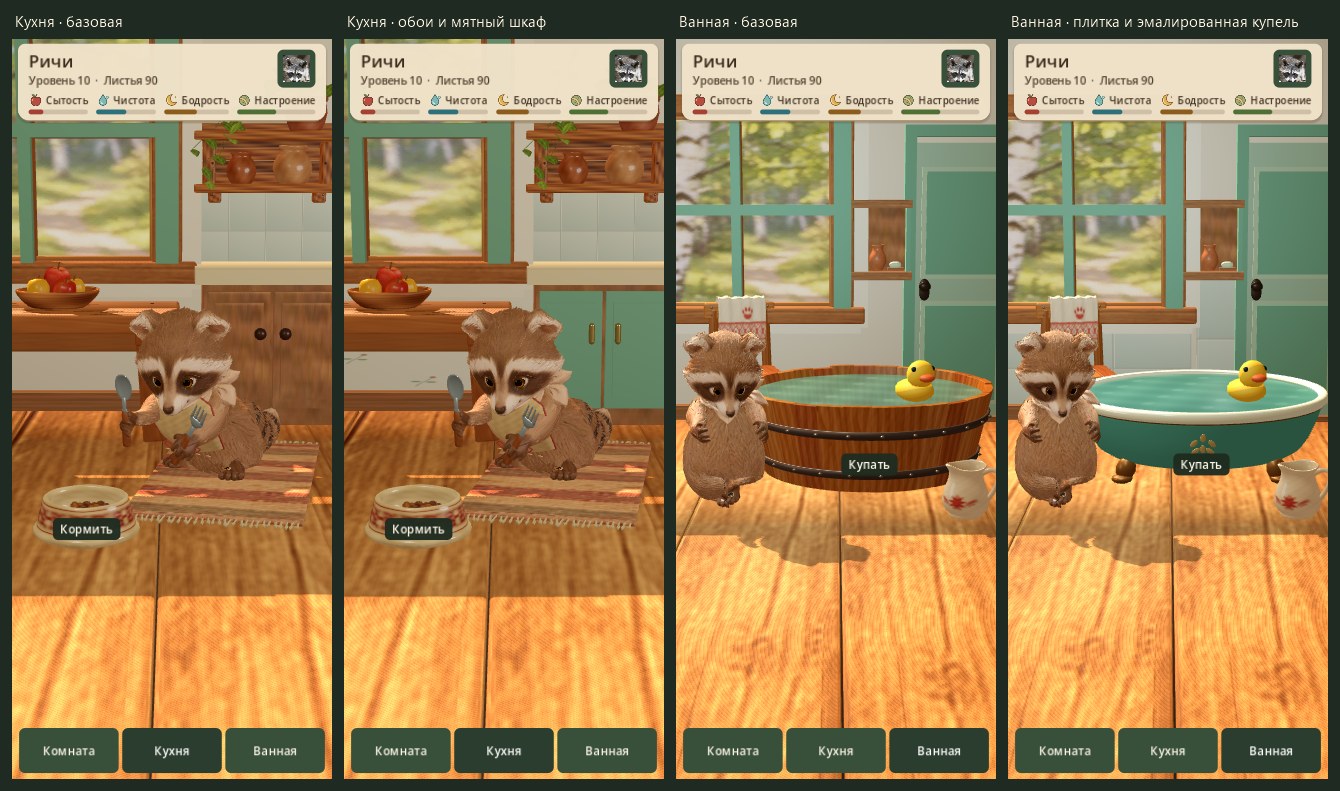 Кухня · базовая
Ричи
Уровень 10 · Листья 90
Сытость Чистота Бодрость Настроение
Кормить
Комната Кухня Ванная
Кухня · обои и мятный шкаф
Ричи
Уровень 10 · Листья 90
Сытость Чистота Бодрость Настроение
Кормить
Комната Кухня Ванная
Ванная · базовая
Ричи
Уровень 10 · Листья 90
Сытость Чистота Бодрость Настроение
Купать
Комната Кухня Ванная
Ванная · плитка и эмалированная купель
Ричи
Уровень 10 · Листья 90
Сытость Чистота Бодрость Настроение
Купать
Комната Кухня Ванная